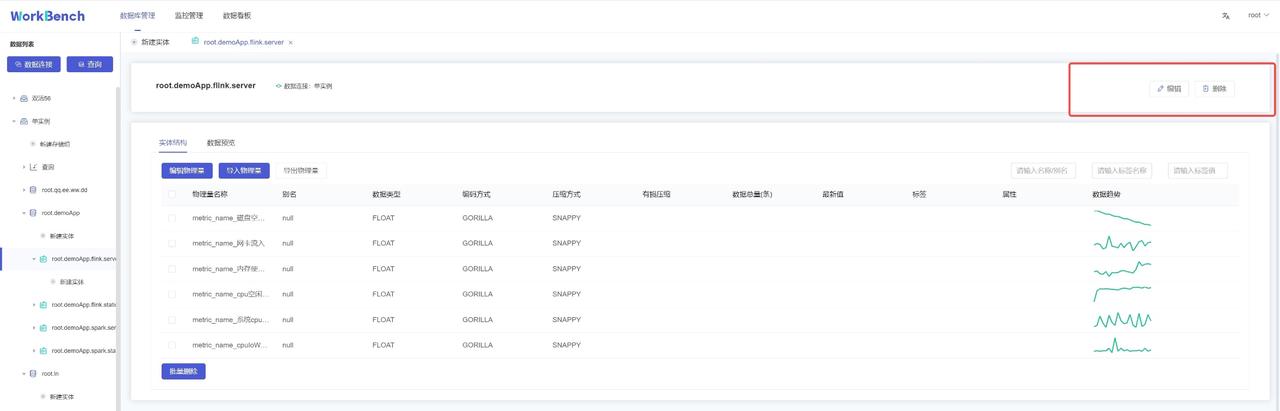 WorkBench
数据库管理 监控管理 数据看板
root
数据列表
数据连接 查询
双活56
单实例
新建存储组
查询
root.qq.ee.ww.dd
root.demoApp
新建实体
root.demoApp.flink.serv
新建实体
root.demoApp.flink.statio
root.demoApp.spark.ser
root.demoApp.spark.sta
root.ln
新建实体
新建实体 root.demoApp.flink.server
root.demoApp.flink.server 数据连接: 单实例
编辑 删除
实体结构 数据预览
编辑物理量 导入物理量 导出物理量 请输入名称/别名 请输入标签名称 请输入标签值
物理量名称 别名 数据类型 编码方式 压缩方式 有损压缩 数据总量(条) 最新值 标签 属性 数据趋势
metric_name_磁盘空... null FLOAT GORILLA SNAPPY
metric_name_网卡流入 null FLOAT GORILLA SNAPPY
metric_name_内存使... null FLOAT GORILLA SNAPPY
metric_name_cpu空闲... null FLOAT GORILLA SNAPPY
metric_name_系统cpu... null FLOAT GORILLA SNAPPY
metric_name_cpuIoW... null FLOAT GORILLA SNAPPY
批量删除